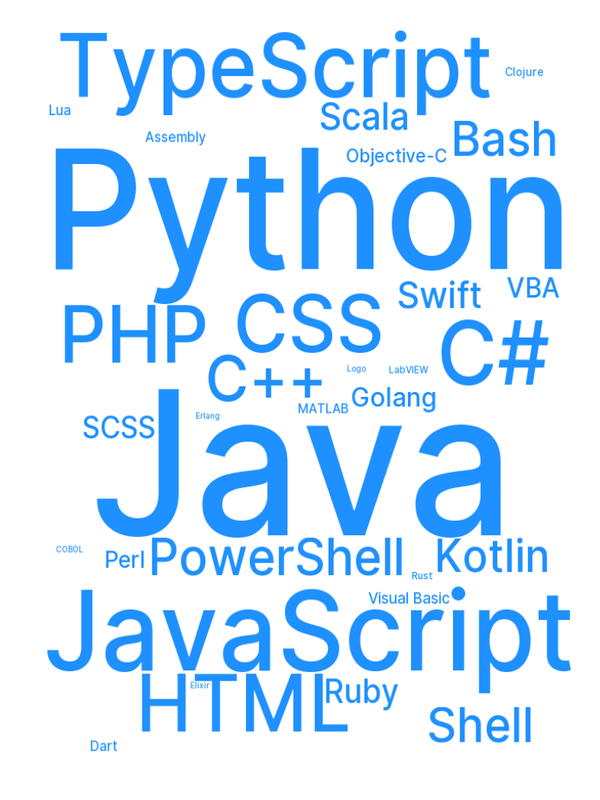 TypeScript
Clojure
Lua
Scala
Assembly
Bash
Objective-C
Python
Swift
VBA
PHP
CSS
C#
C++
Logo
LabVIEW
Golang
MATLAB
Erlang
SCSS
Java
COBOL
Perl
PowerShell
Kotlin
Rust
Visual Basic
JavaScript
Elixir
HTML
Ruby
Shell
Dart